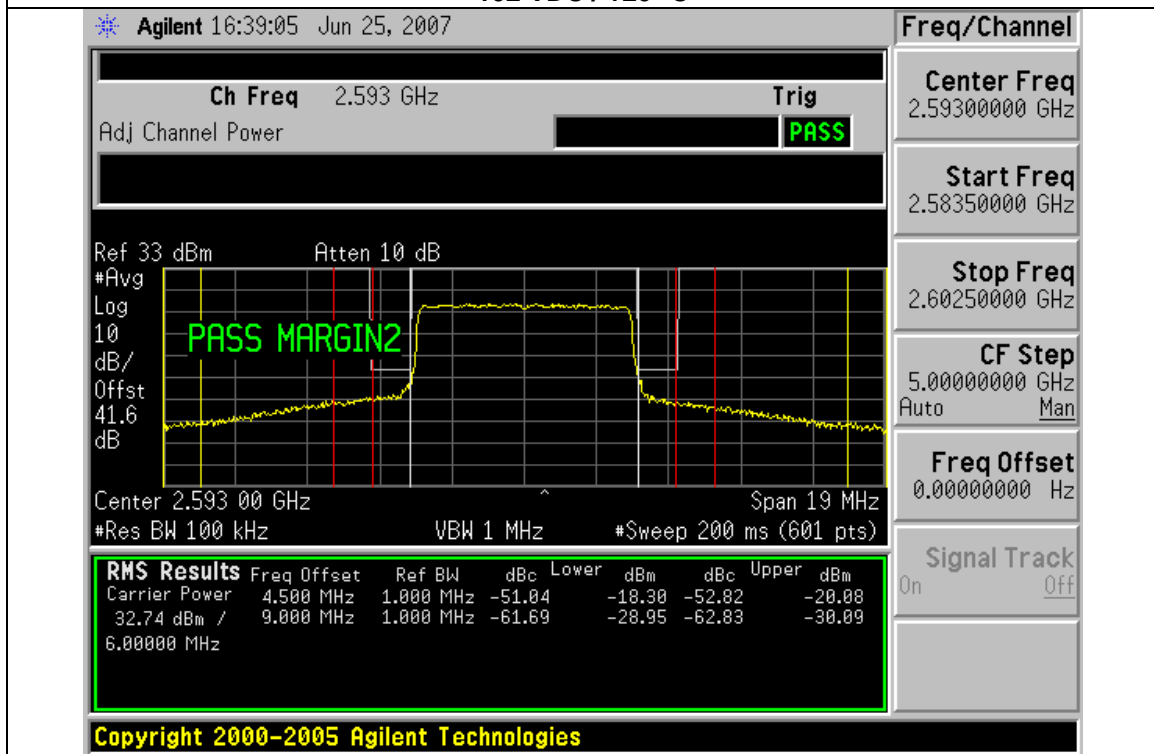 Agilent 16:39:05 Jun 25, 2007
Freq/Channel
Ch Freq 2.593 GHz Trig
Adj Channel Power PASS
Center Freq
2.59300000 GHz
Start Freq
2.58350000 GHz
Stop Freq
2.60250000 GHz
CF Step
5.00000000 GHz
Auto Man
Freq Offset
0.00000000 Hz
Signal Track
On Off
Ref 33 dBm Atten 10 dB
#Avg
Log
10
dB/
Offst
41.6
dB
PASS MARGIN2
Center 2.593 00 GHz ^ Span 19 MHz
#Res BW 100 kHz VBW 1 MHz #Sweep 200 ms (601 pts)
RMS Results Freq Offset Ref BW dBc Lower dBm dBc Upper dBm
Carrier Power 4.500 MHz 1.000 MHz -51.04 -18.30 -52.82 -20.08
32.74 dBm / 9.000 MHz 1.000 MHz -61.69 -28.95 -62.83 -30.09
6.00000 MHz
Copyright 2000-2005 Agilent Technologies